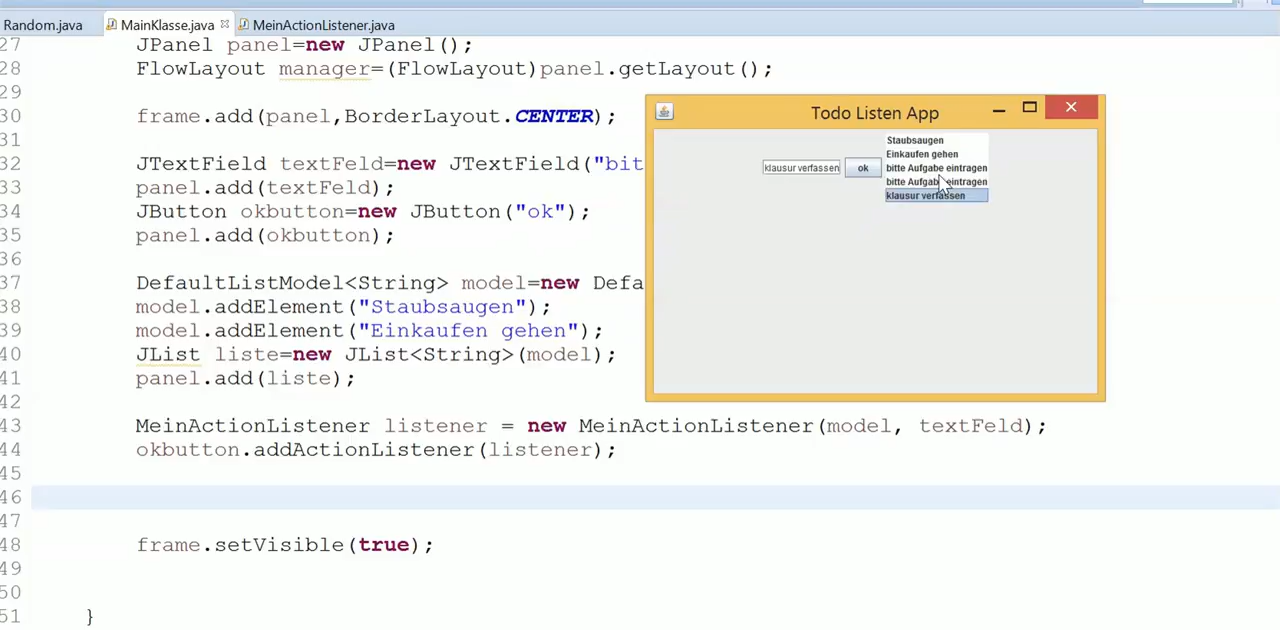 Random.java MainKlasse.java MeinActionListener.java
27 JPanel panel=new JPanel();
28 FlowLayout manager=(FlowLayout)panel.getLayout();
29
30 frame.add(panel,BorderLayout.CENTER);
31
32 JTextField textFeld=new JTextField("bit
33 panel.add(textFeld);
34 JButton okbutton=new JButton("ok");
35 panel.add(okbutton);
36
37 DefaultListModel<String> model=new Defa
38 model.addElement("Staubsaugen");
39 model.addElement("Einkaufen gehen");
40 JList liste=new JList<String>(model);
41 panel.add(liste);
42
43 MeinActionListener listener = new MeinActionListener(model, textFeld);
44 okbutton.addActionListener(listener);
45
46
47
48 frame.setVisible(true);
49
50
51 }
Todo Listen App
klausur verfassen ok
Staubsaugen
Einkaufen gehen
bitte Aufgabe eintragen
bitte Aufgabe eintragen
klausur verfassen